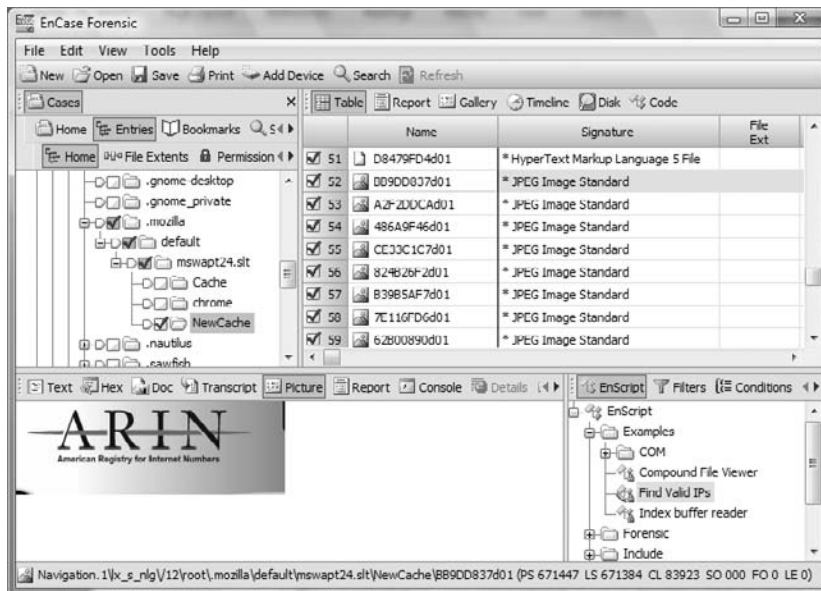 EnCase Forensic
File Edit View Tools Help
New Open Save Print Add Device Search Refresh
Cases
Table Report Gallery Timeline Disk Code
Home Entries Bookmarks S
Home File Extents Permission
Name Signature File Ext
.gnome-desktop
.gnome_private
.mozilla
default
mswapt24.slt
Cache
chrome
NewCache
.nautilus
.sawfish
51 D8479FD4d01 * HyperText Markup Language 5 File
52 BB9DD837d01 * JPEG Image Standard
53 A2F2DDCAd01 * JPEG Image Standard
54 486A9F46d01 * JPEG Image Standard
55 * JPEG Image Standard
56 824B26F2d01 * JPEG Image Standard
57 B39B5AF7d01 * JPEG Image Standard
58 7E116FD6d01 * JPEG Image Standard
59 62B00890d01 * JPEG Image Standard
Text Hex Doc Transcript Picture Report Console Details
EnScript Filters Conditions
ARIN
American Registry for Internet Numbers
EnScript
Examples
COM
Compound File Viewer
Find Valid IPs
Index buffer reader
Forensic
Include
Navigation. 1\lx_s_nlg\/12\root\.mozilla\default\mswapt24.slt\NewCache\BB9DD837d01 (PS 671447 LS 671384 CL 83923 SO 000 FO 0 LE 0)